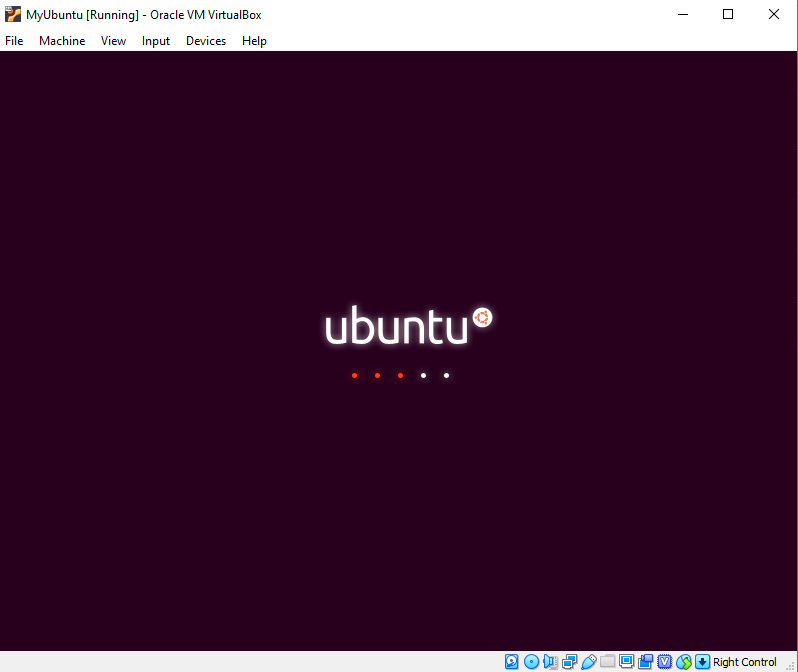 MyUbuntu [Running] - Oracle VM VirtualBox
File Machine View Input Devices Help
ubuntu
Right Control